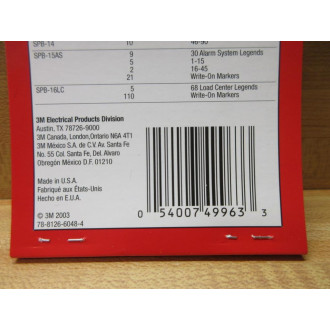 SPB-14 10 46-90
SPB-15AS 9 30 Alarm System Legends
5 1-15
2 16-45
21 Write-On Markers
SPB-16LC 5 68 Load Center Legends
110 Write-On Markers
3M Electrical Products Division
Austin, TX 78726-9000
3M Canada, London,Ontario N6A 4T1
3M México S.A. de C.V. Av. Santa Fe
No. 55 Col. Santa Fe, Del. Alvaro
Obregón México D.F. 01210
Made in U.S.A.
Fabriqué aux États-Unis
Hecho en E.U.A.
© 3M 2003
78-8126-6048-4
0 54007 49963 3